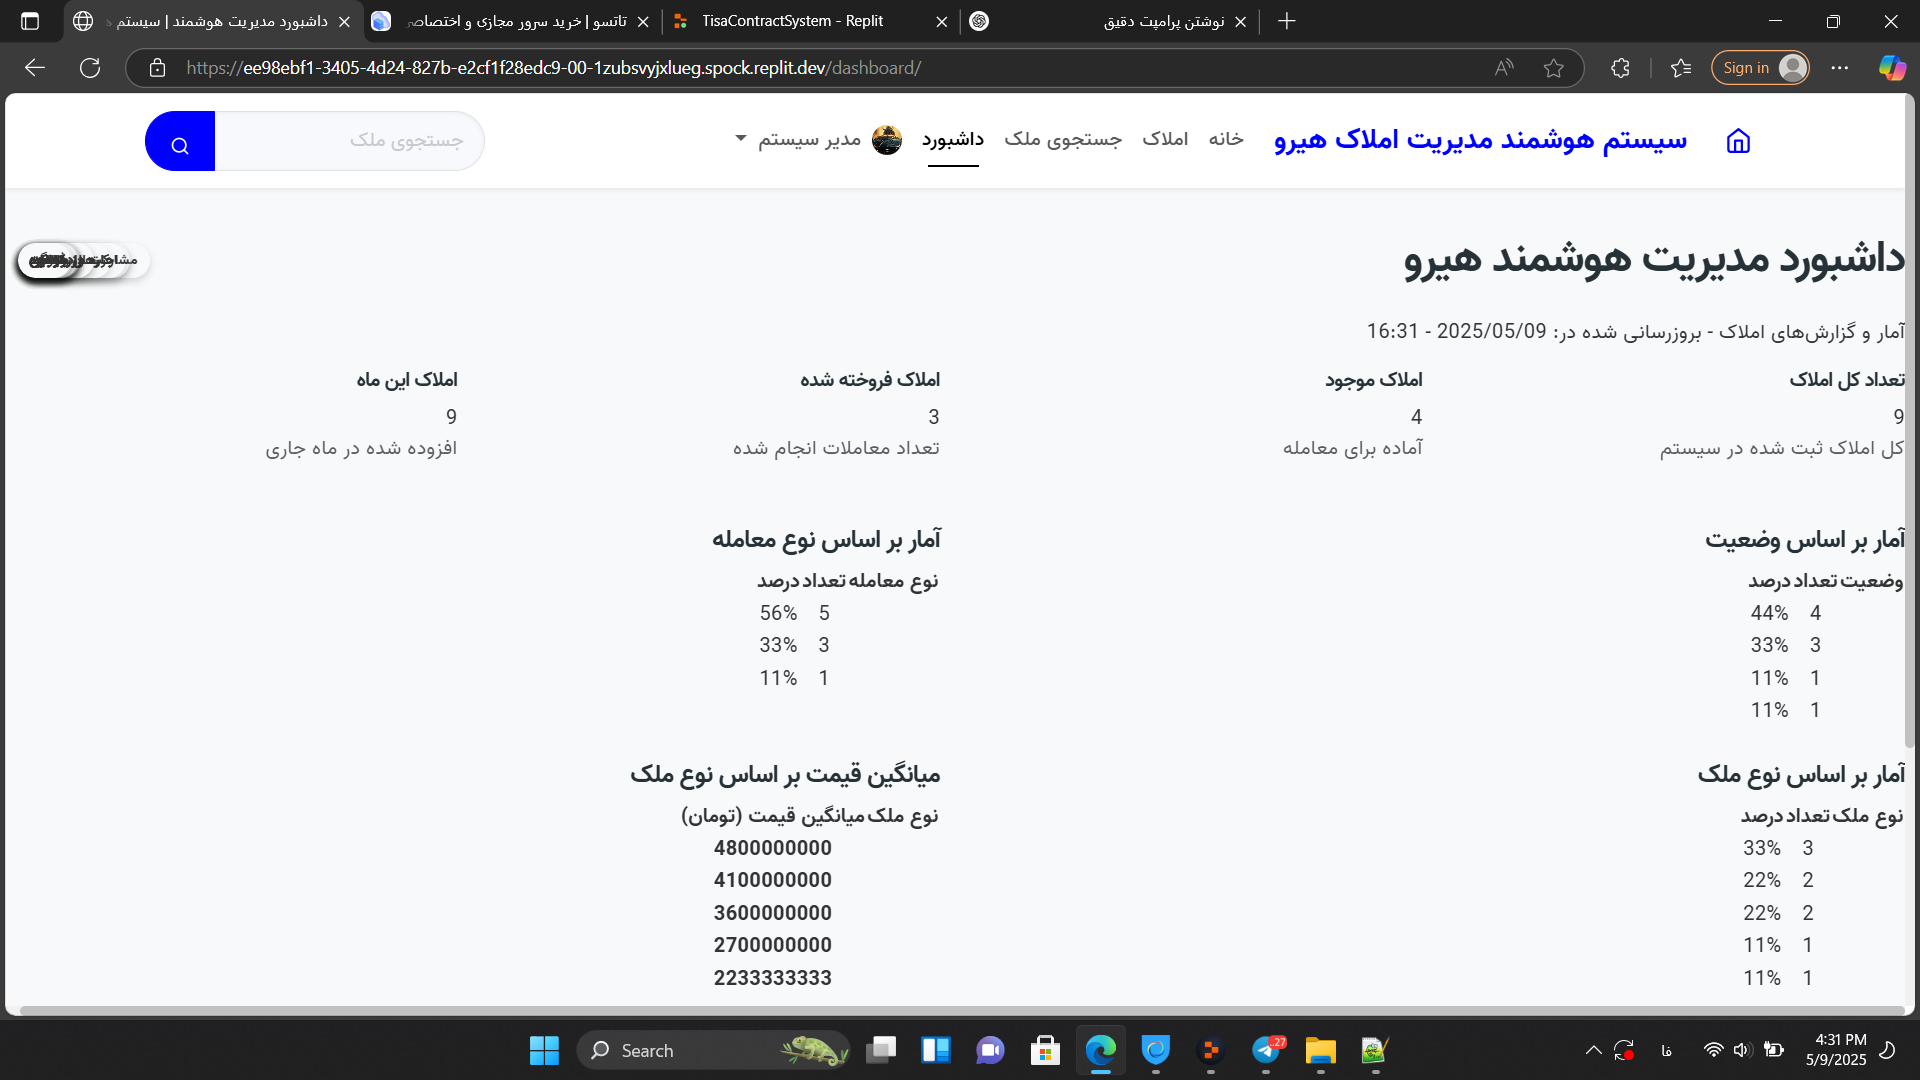 داشبورد مدیریت هوشمند | سیستم
تاتسو | خرید سرور مجازی و اختصاصی
TisaContractSystem - Replit
نوشتن پرامپت دقیق
https://ee98ebf1-3405-4d24-827b-e2cf1f28edc9-00-1zubsvyjxlueg.spock.replit.dev/dashboard/
Sign in
سیستم هوشمند مدیریت املاک هیرو
خانه
املاک
جستجوی ملک
داشبورد
مدیر سیستم
جستجوی ملک
داشبورد مدیریت هوشمند هیرو
آمار و گزارش‌های املاک - بروزرسانی شده در: 2025/05/09 - 16:31
تعداد کل املاک
9
کل املاک ثبت شده در سیستم
املاک موجود
4
آماده برای معامله
املاک فروخته شده
3
تعداد معاملات انجام شده
املاک این ماه
9
افزوده شده در ماه جاری
آمار بر اساس وضعیت
وضعیت تعداد درصد
4 44%
3 33%
1 11%
1 11%
آمار بر اساس نوع معامله
نوع معامله تعداد درصد
5 56%
3 33%
1 11%
آمار بر اساس نوع ملک
نوع ملک تعداد درصد
3 33%
2 22%
2 22%
1 11%
1 11%
میانگین قیمت بر اساس نوع ملک
نوع ملک میانگین قیمت (تومان)
4800000000
4100000000
3600000000
2700000000
2233333333
Search
27
فا
4:31 PM
5/9/2025